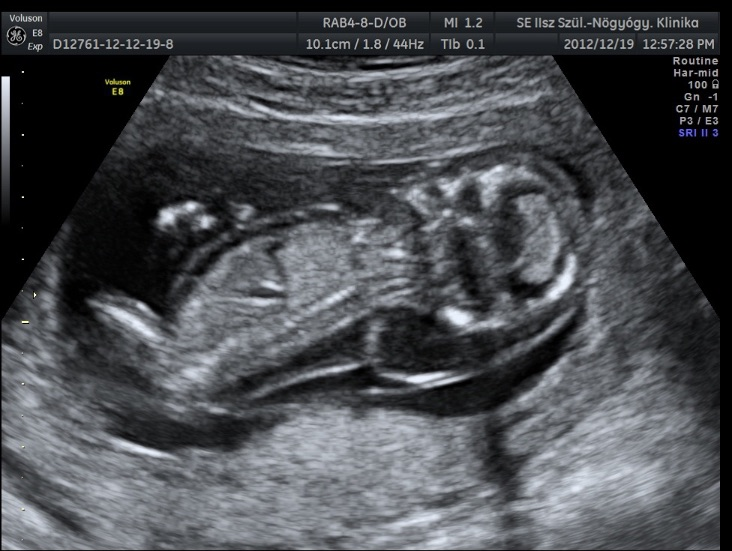 Voluson
E8
Exp
RAB4-8-D/OB
MI 1.2
SE IIsz Szül.-Nögyógy. Klinika
D12761-12-12-19-8
10.1cm / 1.8 / 44Hz
TIb 0.1
2012/12/19
12:57:28 PM
Routine
Har-mid
100
Gn -1
C7 / M7
P3 / E3
SRI II 3
Voluson
E8